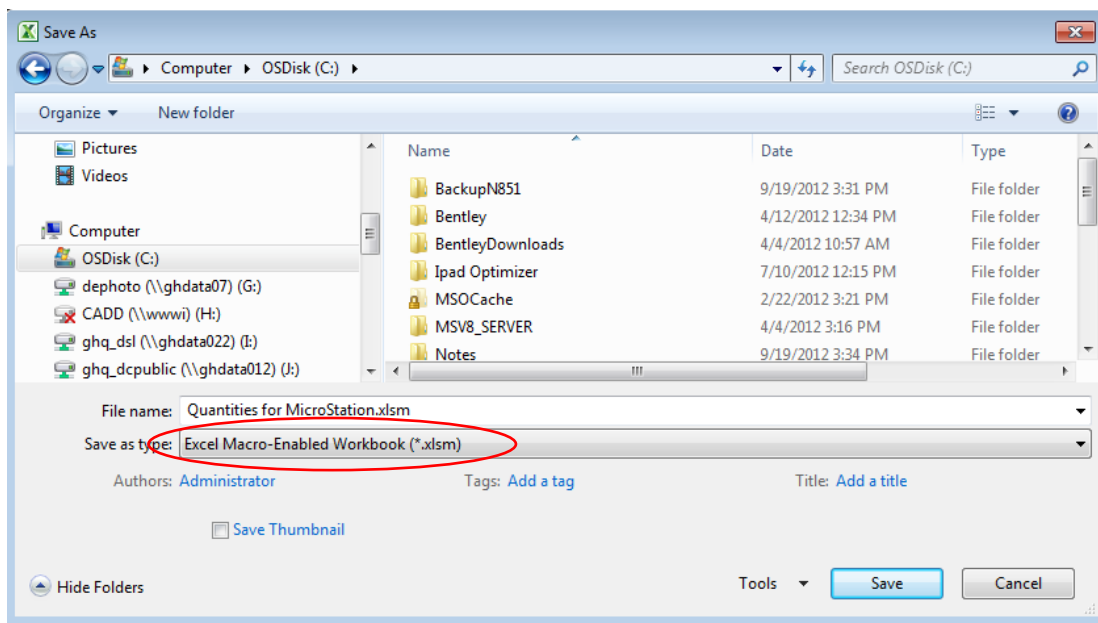 Save As
Computer OSDisk (C:) Search OSDisk (C:)
Organize New folder
Pictures
Videos
Computer
OSDisk (C:)
dephoto (\\ghdata07) (G:)
CADD (\\wwwi) (H:)
ghq_dsl (\\ghdata022) (I:)
ghq_dcpublic (\\ghdata012) (J:)
Name Date Type
BackupN851 9/19/2012 3:31 PM File folder
Bentley 4/12/2012 12:34 PM File folder
BentleyDownloads 4/4/2012 10:57 AM File folder
Ipad Optimizer 7/10/2012 12:15 PM File folder
MSOCache 2/22/2012 3:21 PM File folder
MSV8_SERVER 4/4/2012 3:16 PM File folder
Notes 9/19/2012 3:34 PM File folder
File name: Quantities for MicroStation.xlsm
Save as type: Excel Macro-Enabled Workbook (*.xlsm)
Authors: Administrator Tags: Add a tag Title: Add a title
Save Thumbnail
Hide Folders Tools Save Cancel